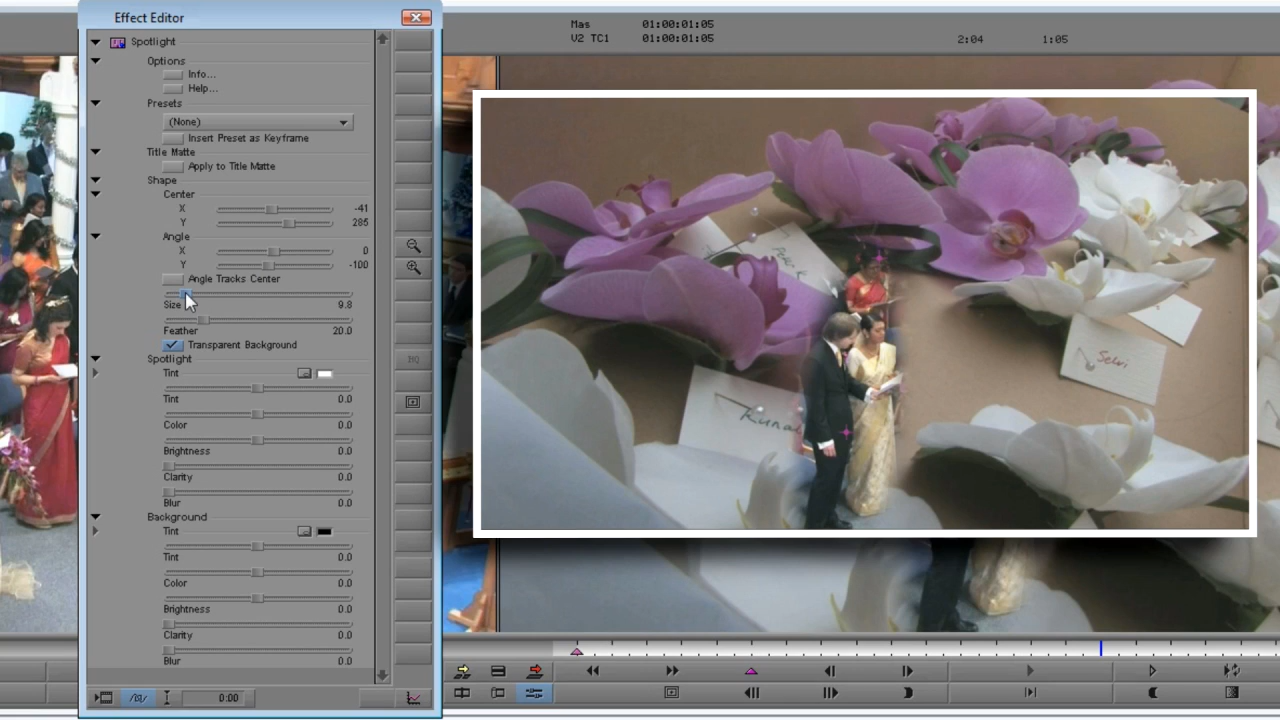 Effect Editor
Spotlight
Options
Info...
Help...
Presets
(None)
Insert Preset as Keyframe
Title Matte
Apply to Title Matte
Shape
Center
X -41
Y 285
Angle
X 0
Y -100
Angle Tracks Center
Size 9.8
Feather 20.0
Transparent Background
Spotlight
Tint
Tint 0.0
Color 0.0
Brightness 0.0
Clarity 0.0
Blur 0.0
Background
Tint
Tint 0.0
Color 0.0
Brightness 0.0
Clarity 0.0
Blur 0.0
0:00
HQ
Mas 01:00:01:05
V2 TC1 01:00:01:05
2:04 1:05
Selvi